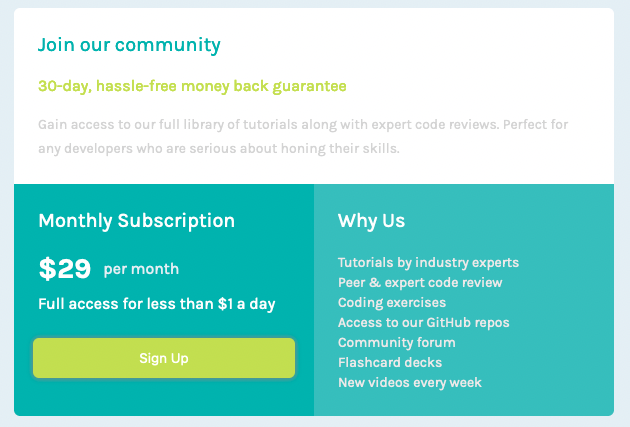 Join our community
30-day, hassle-free money back guarantee
Gain access to our full library of tutorials along with expert code reviews. Perfect for
any developers who are serious about honing their skills.
Monthly Subscription
$29 per month
Full access for less than $1 a day
Sign Up
Why Us
Tutorials by industry experts
Peer & expert code review
Coding exercises
Access to our GitHub repos
Community forum
Flashcard decks
New videos every week